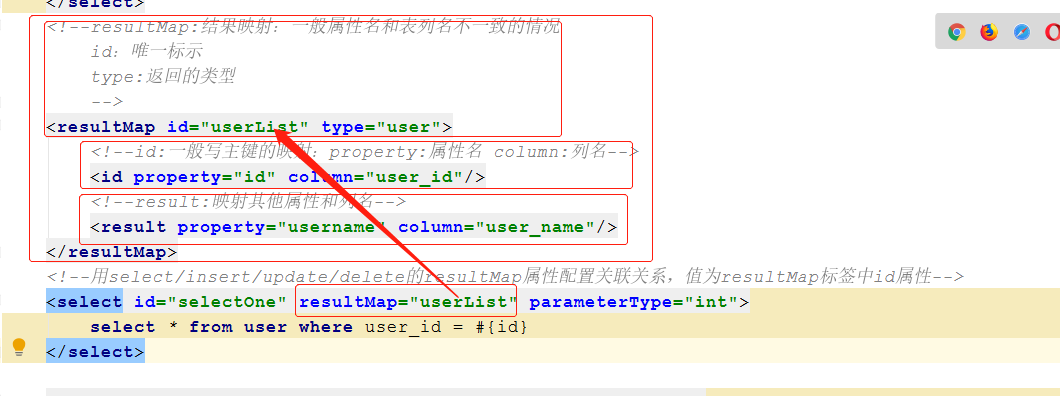 </select>
<!--resultMap:结果映射：一般属性名和表列名不一致的情况
id：唯一标示
type:返回的类型
-->
<resultMap id="userList" type="user">
<!--id:一般写主键的映射：property:属性名 column:列名-->
<id property="id" column="user_id"/>
<!--result:映射其他属性和列名-->
<result property="username" column="user_name"/>
</resultMap>
<!--用select/insert/update/delete的resultMap属性配置关联关系，值为resultMap标签中id属性-->
<select id="selectOne" resultMap="userList" parameterType="int">
select * from user where user_id = #{id}
</select>